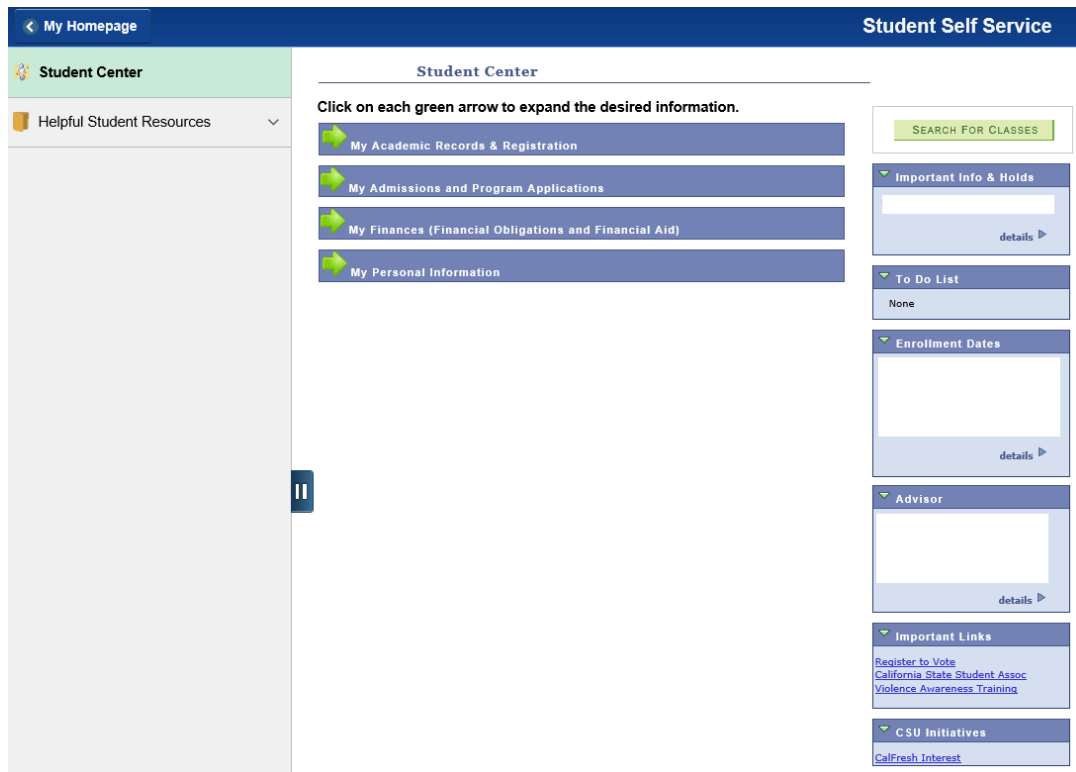 My Homepage
Student Self Service
Student Center
Helpful Student Resources
Student Center
Click on each green arrow to expand the desired information.
My Academic Records & Registration
My Admissions and Program Applications
My Finances (Financial Obligations and Financial Aid)
My Personal Information
SEARCH FOR CLASSES
Important Info & Holds
details
To Do List
None
Enrollment Dates
details
Advisor
details
Important Links
Register to Vote
California State Student Assoc
Violence Awareness Training
CSU Initiatives
CalFresh Interest